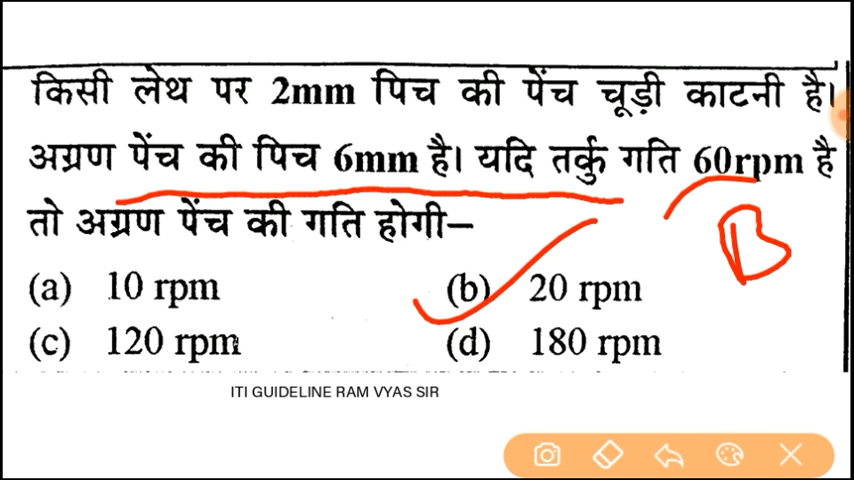 किसी लेथ पर 2mm पिच की पेंच चूड़ी काटनी है।
अग्रण पेंच की पिच 6mm है। यदि तर्कु गति 60rpm है
तो अग्रण पेंच की गति होगी–
(a) 10 rpm (b) 20 rpm
(c) 120 rpm (d) 180 rpm
B
ITI GUIDELINE RAM VYAS SIR